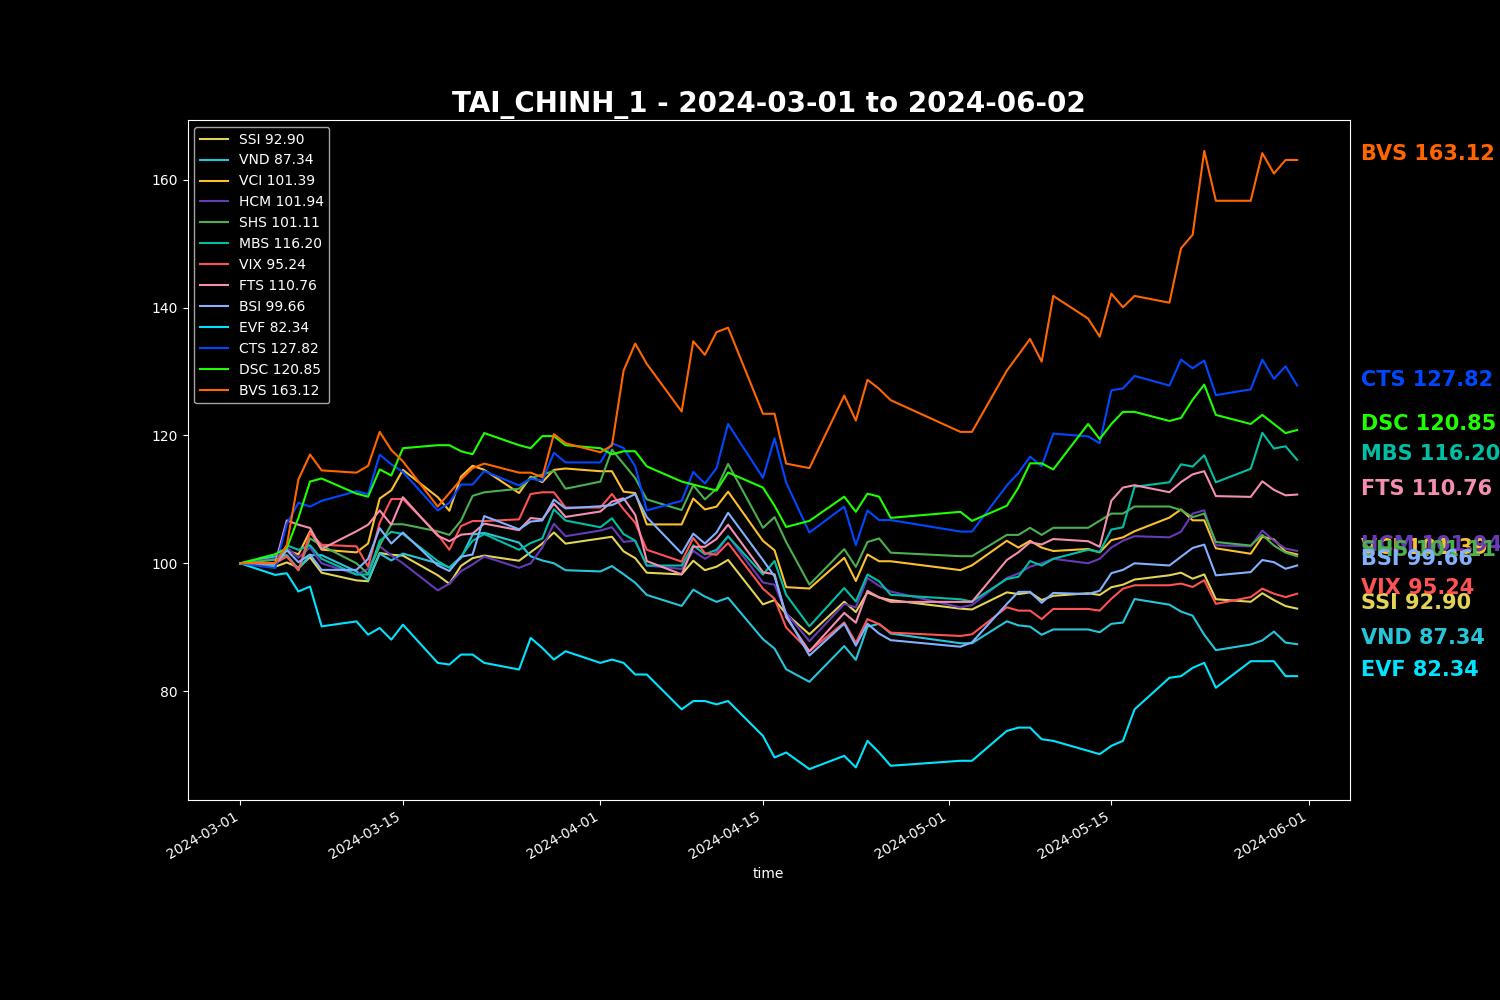 TAI_CHINH_1 - 2024-03-01 to 2024-06-02
SSI 92.90
VND 87.34
VCI 101.39
HCM 101.94
SHS 101.11
MBS 116.20
VIX 95.24
FTS 110.76
BSI 99.66
EVF 82.34
CTS 127.82
DSC 120.85
BVS 163.12
160
140
120
100
80
BVS 163.12
CTS 127.82
DSC 120.85
MBS 116.20
FTS 110.76
BSI 99.66
VIX 95.24
SSI 92.90
VND 87.34
EVF 82.34
2024-03-01
2024-03-15
2024-04-01
2024-04-15
2024-05-01
2024-05-15
2024-06-01
time